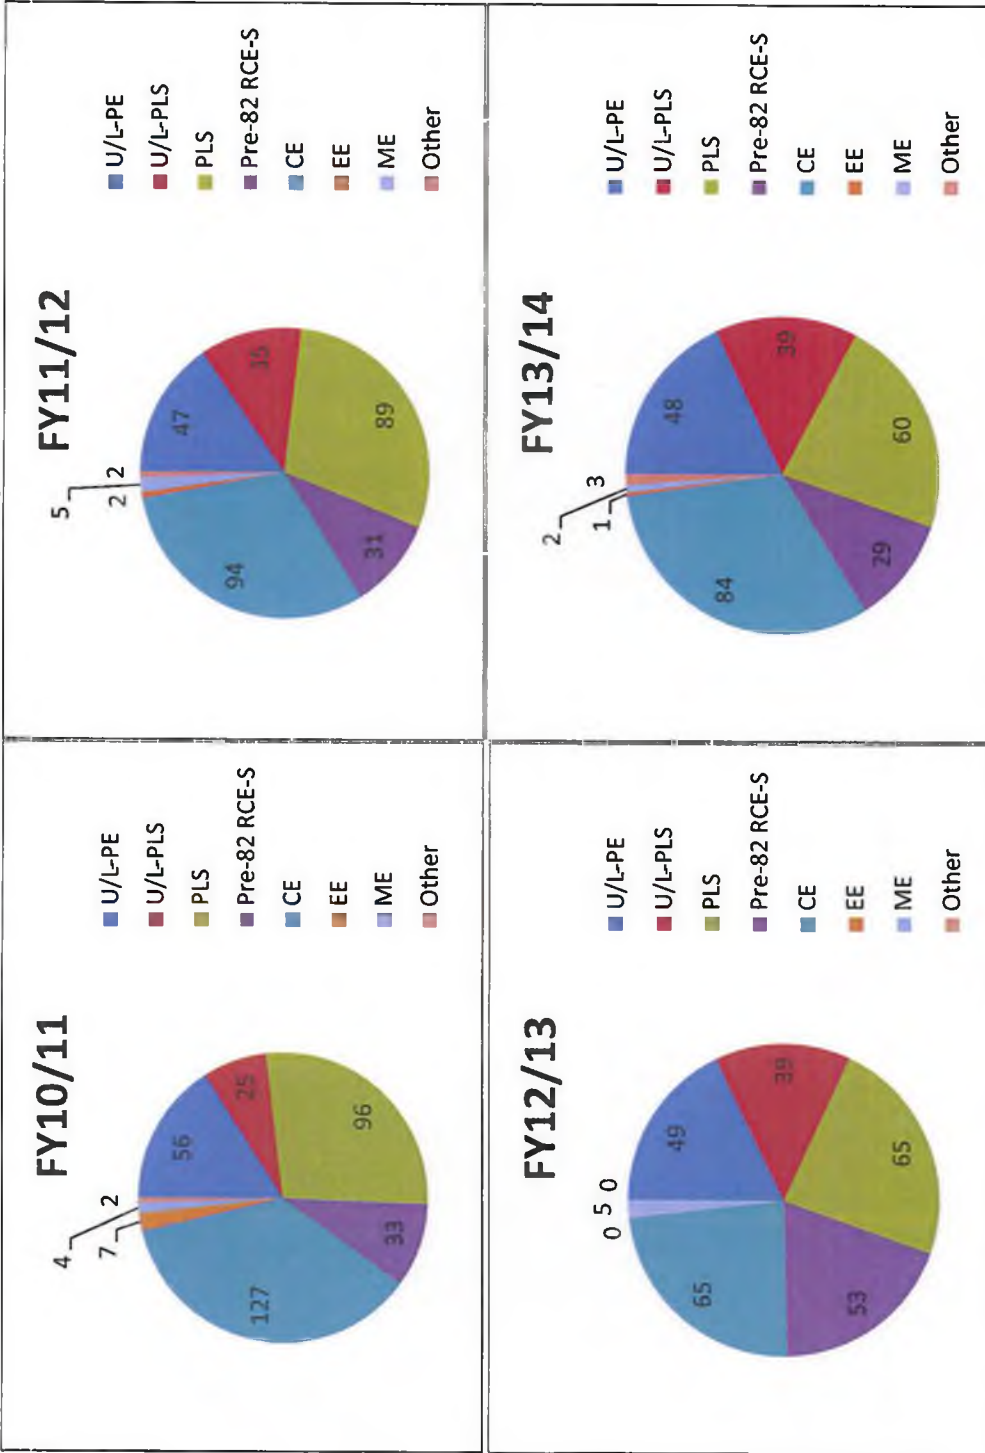 FY10/11
4
7
2
56
25
96
33
127
U/L-PE
U/L-PLS
PLS
Pre-82 RCE-S
CE
EE
ME
Other
FY11/12
5
2
2
47
35
89
31
94
U/L-PE
U/L-PLS
PLS
Pre-82 RCE-S
CE
EE
ME
Other
FY12/13
0
5
0
49
39
65
53
65
U/L-PE
U/L-PLS
PLS
Pre-82 RCE-S
CE
EE
ME
Other
FY13/14
2
1
3
48
39
60
29
84
U/L-PE
U/L-PLS
PLS
Pre-82 RCE-S
CE
EE
ME
Other